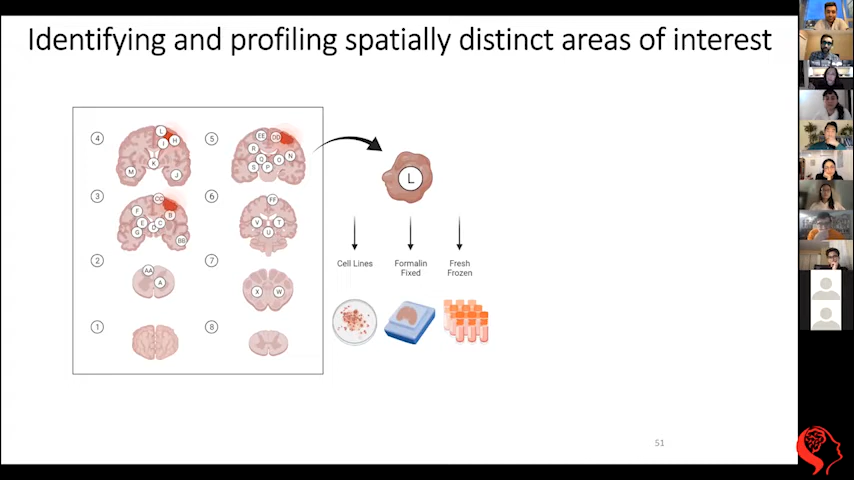 Identifying and profiling spatially distinct areas of interest
4
L
I
H
K
M
J
5
EE
DD
R
Q
O
N
S
P
3
CC
F
B
E
C
D
G
BB
6
FF
V
T
U
2
AA
A
7
X
W
1
8
L
Cell Lines
Formalin
Fixed
Fresh
Frozen
51